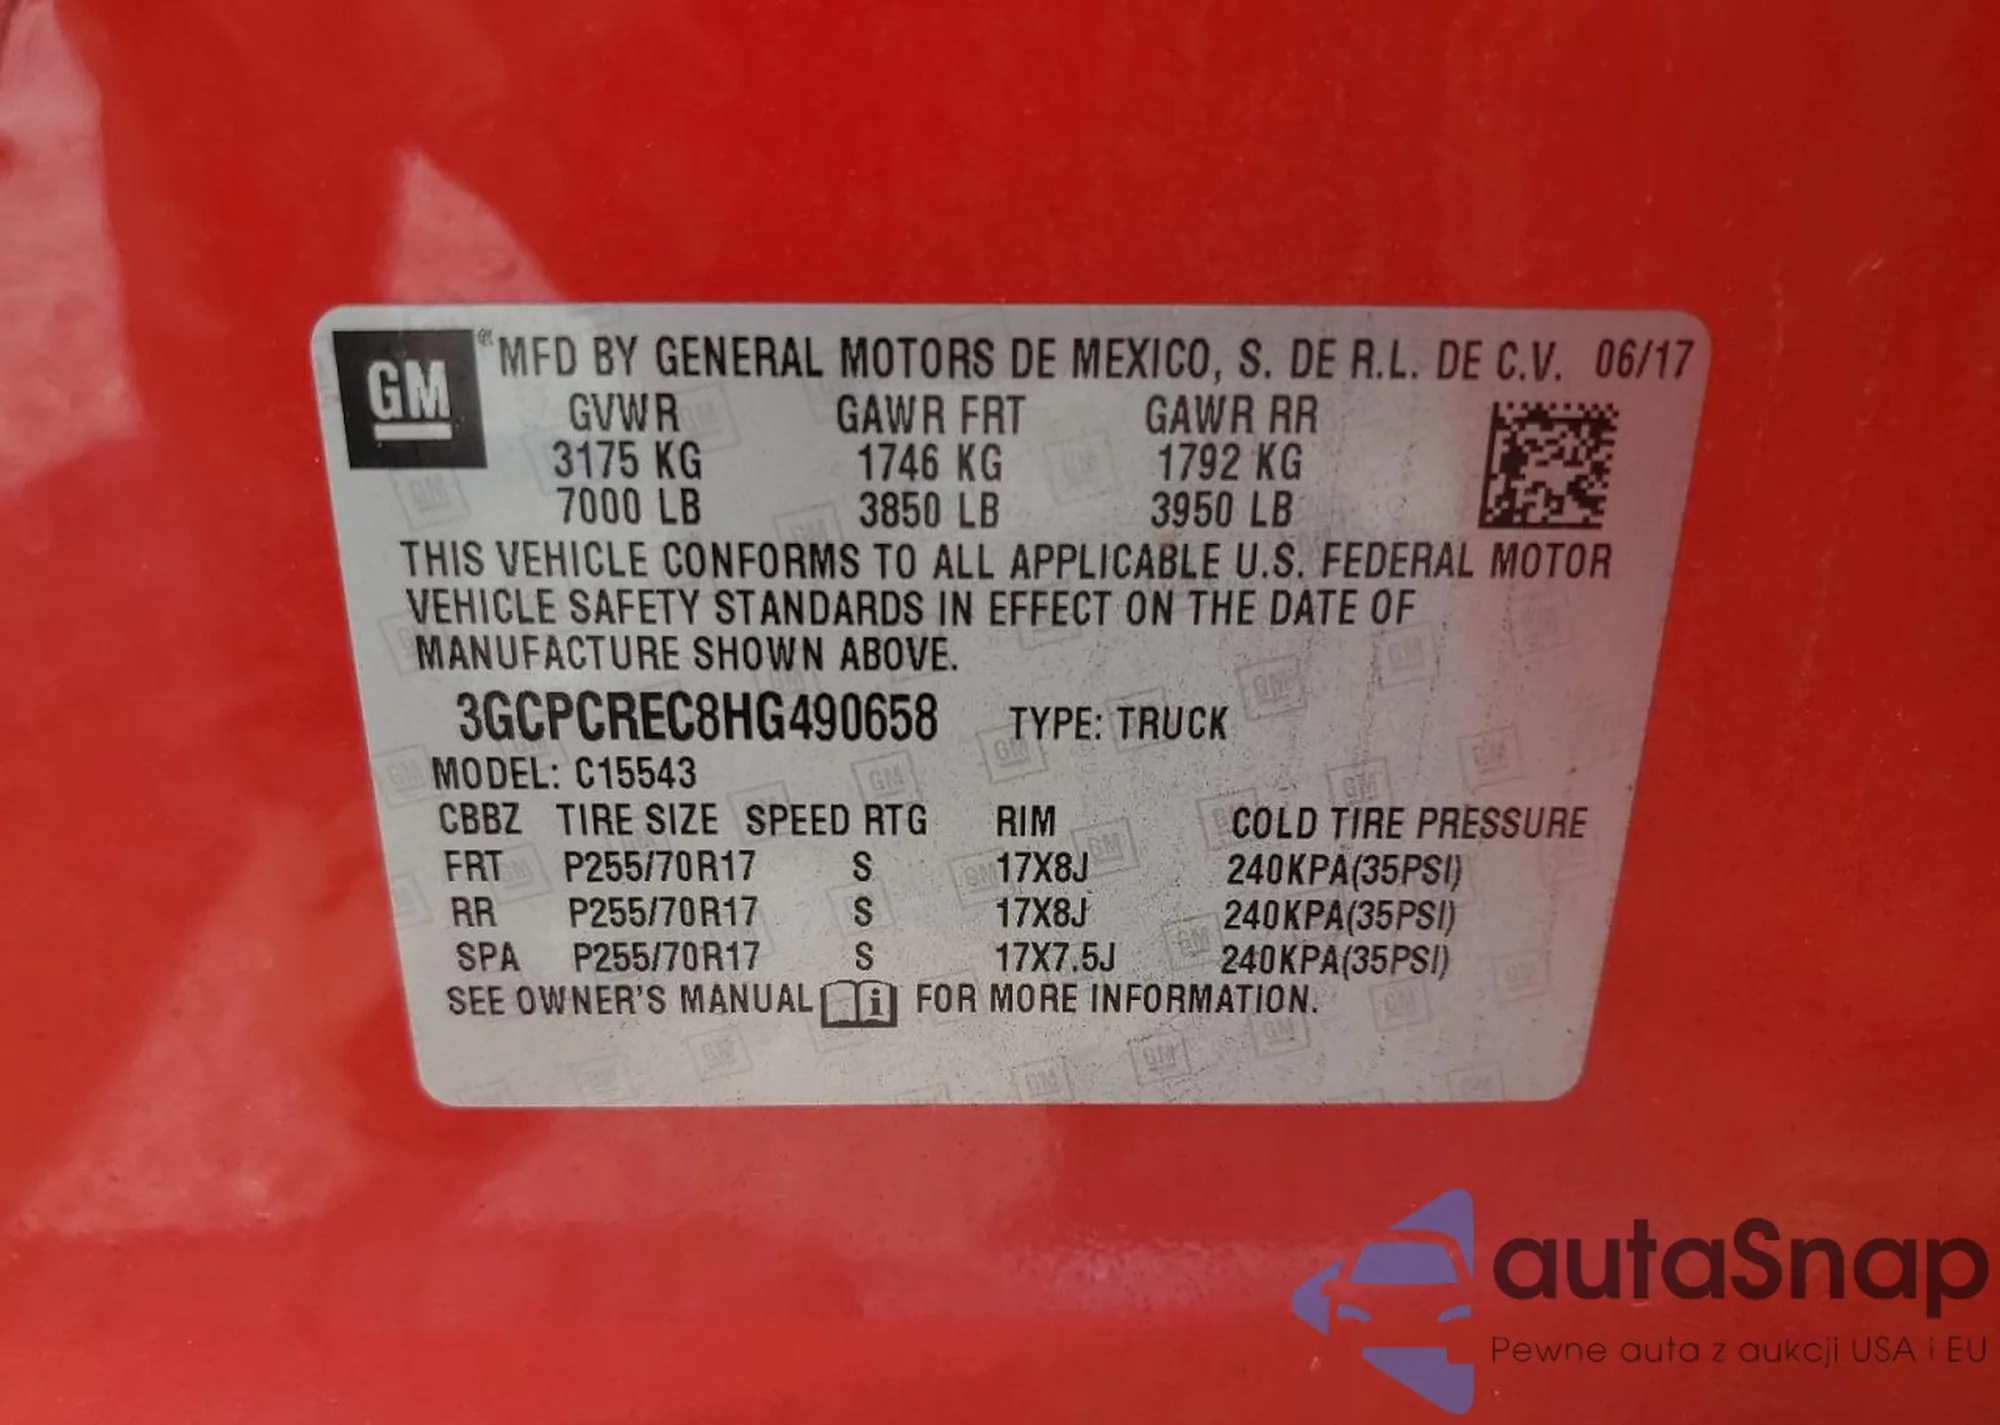 GM ® MFD BY GENERAL MOTORS DE MEXICO, S. DE R.L. DE C.V. 06/17
GVWR GAWR FRT GAWR RR
3175 KG 1746 KG 1792 KG
7000 LB 3850 LB 3950 LB
THIS VEHICLE CONFORMS TO ALL APPLICABLE U.S. FEDERAL MOTOR
VEHICLE SAFETY STANDARDS IN EFFECT ON THE DATE OF
MANUFACTURE SHOWN ABOVE.
3GCPCREC8HG490658 TYPE: TRUCK
MODEL: C15543
CBBZ TIRE SIZE SPEED RTG RIM COLD TIRE PRESSURE
FRT P255/70R17 S 17X8J 240KPA(35PSI)
RR P255/70R17 S 17X8J 240KPA(35PSI)
SPA P255/70R17 S 17X7.5J 240KPA(35PSI)
SEE OWNER'S MANUAL i FOR MORE INFORMATION.
autaSnap
Pewne auta z aukcji USA i EU